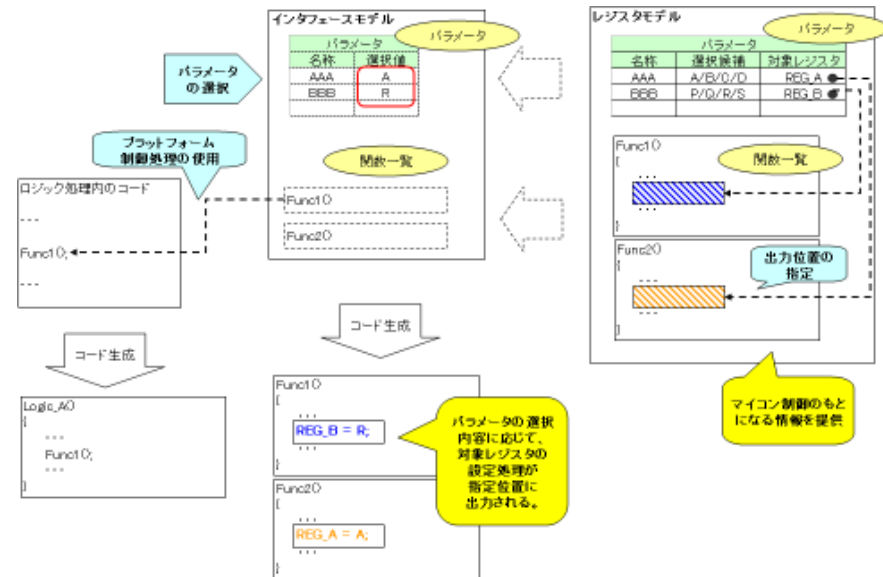 インタフェースモデル
パラメータ
パラメータ
名称 選択値
AAA A
BBB R
パラメータ
の選択
プラットフォーム
制御処理の使用
関数一覧
Func1()
Func2()
ロジック処理内のコード
...
Func1();
...
レジスタモデル
パラメータ
パラメータ
名称 選択候補 対象レジスタ
AAA A/B/C/D REG_A
BBB P/Q/R/S REG_B
Func1()
{
...
...
}
関数一覧
Func2()
{
...
...
}
出力位置の
指定
マイコン制御のもと
になる情報を提供
コード生成
コード生成
Logic_A()
{
...
Func1();
...
}
Func1()
{
...
REG_B = R;
...
}
Func2()
{
...
REG_A = A;
...
}
パラメータの選択
内容に応じて、
対象レジスタの
設定処理が
指定位置に
出力される。